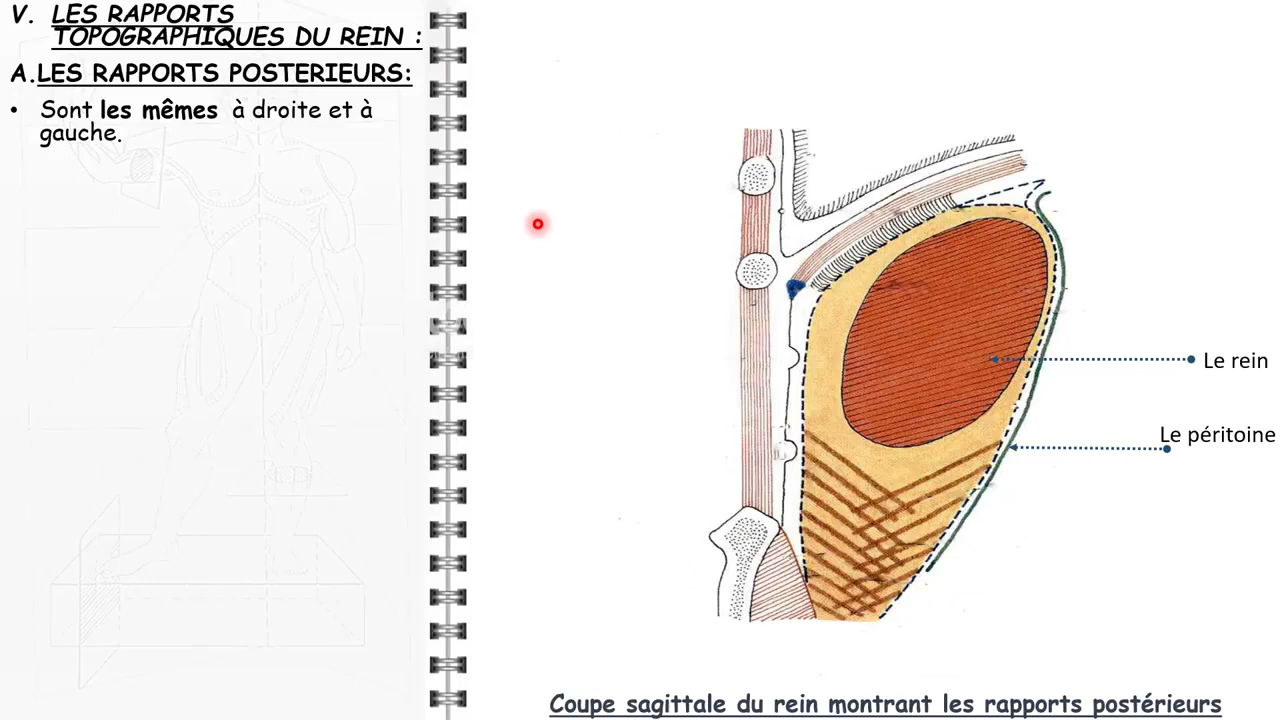 V. LES RAPPORTS
TOPOGRAPHIQUES DU REIN :
A.LES RAPPORTS POSTERIEURS:
• Sont les mêmes à droite et à
gauche.
Le rein
Le péritoine
Coupe sagittale du rein montrant les rapports postérieurs